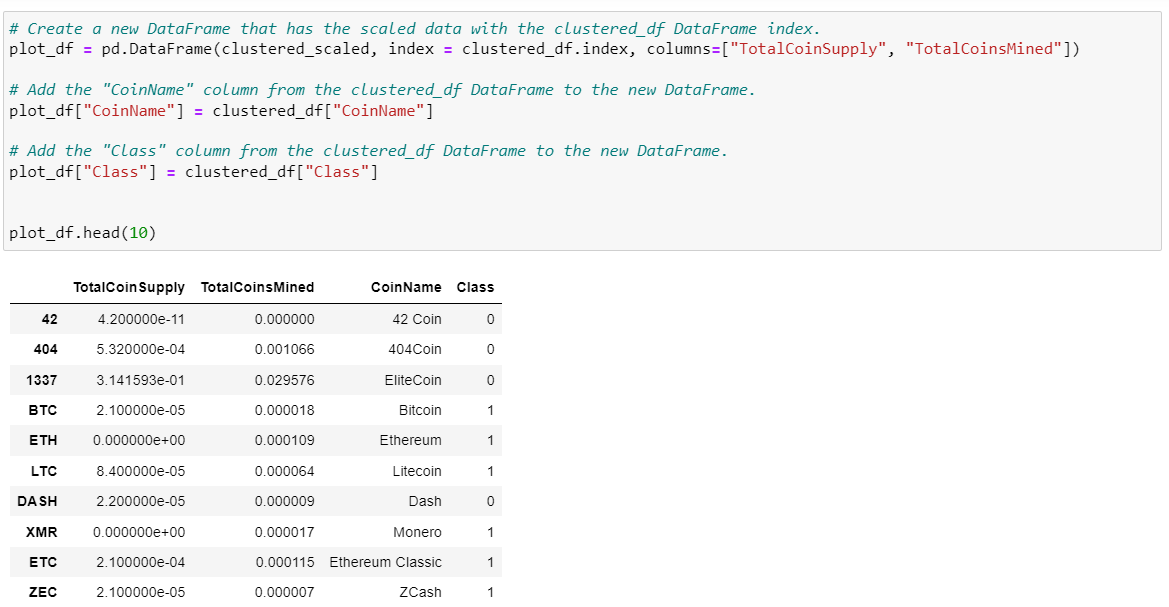 # Create a new DataFrame that has the scaled data with the clustered_df DataFrame index.
plot_df = pd.DataFrame(clustered_scaled, index = clustered_df.index, columns=["TotalCoinSupply", "TotalCoinsMined"])
# Add the "CoinName" column from the clustered_df DataFrame to the new DataFrame.
plot_df["CoinName"] = clustered_df["CoinName"]
# Add the "Class" column from the clustered_df DataFrame to the new DataFrame.
plot_df["Class"] = clustered_df["Class"]
plot_df.head(10)
TotalCoinSupply TotalCoinsMined CoinName Class
42 4.200000e-11 0.000000 42 Coin 0
404 5.320000e-04 0.001066 404Coin 0
1337 3.141593e-01 0.029576 EliteCoin 0
BTC 2.100000e-05 0.000018 Bitcoin 1
ETH 0.000000e+00 0.000109 Ethereum 1
LTC 8.400000e-05 0.000064 Litecoin 1
DASH 2.200000e-05 0.000009 Dash 0
XMR 0.000000e+00 0.000017 Monero 1
ETC 2.100000e-04 0.000115 Ethereum Classic 1
ZEC 2.100000e-05 0.000007 ZCash 1